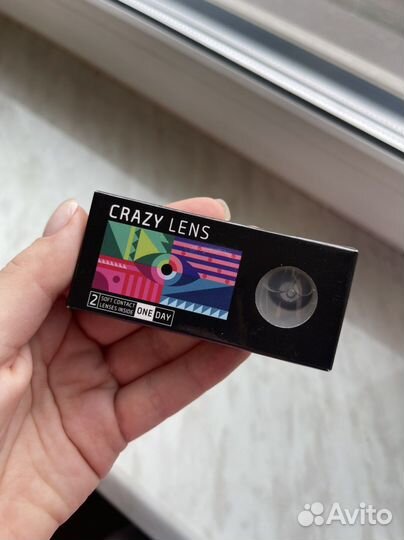 CRAZY LENS
2 SOFT CONTACT
LENSES INSIDE ONE DAY
Avito